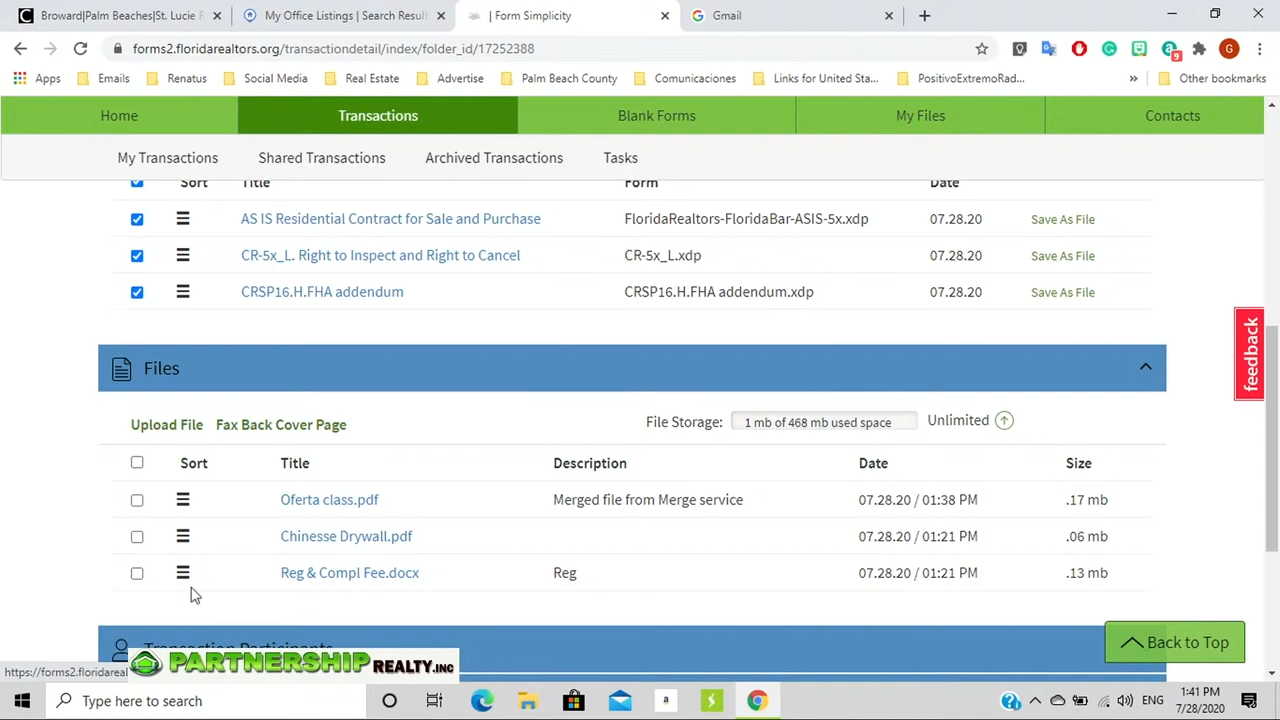 Broward|Palm Beaches|St. Lucie R
My Office Listings | Search Result
| Form Simplicity
Gmail
forms2.floridarealtors.org/transactiondetail/index/folder_id/17252388
9
G
Apps
Emails
Renatus
Social Media
Real Estate
Advertise
Palm Beach County
Comunicaciones
Links for United Sta...
PositivoExtremoRad...
»
Other bookmarks
Home
Transactions
Blank Forms
My Files
Contacts
My Transactions
Shared Transactions
Archived Transactions
Tasks
Sort Title Form Date
AS IS Residential Contract for Sale and Purchase FloridaRealtors-FloridaBar-ASIS-5x.xdp 07.28.20 Save As File
CR-5x_L. Right to Inspect and Right to Cancel CR-5x_L.xdp 07.28.20 Save As File
CRSP16.H.FHA addendum CRSP16.H.FHA addendum.xdp 07.28.20 Save As File
feedback
Files
Upload File Fax Back Cover Page File Storage: 1 mb of 468 mb used space Unlimited
Sort Title Description Date Size
Oferta class.pdf Merged file from Merge service 07.28.20 / 01:38 PM .17 mb
Chinesse Drywall.pdf 07.28.20 / 01:21 PM .06 mb
Reg & Compl Fee.docx Reg 07.28.20 / 01:21 PM .13 mb
Transaction Participants
Back to Top
https://forms2.floridareal
PARTNERSHIP REALTY.INC
Type here to search
a
ENG
1:41 PM
7/28/2020